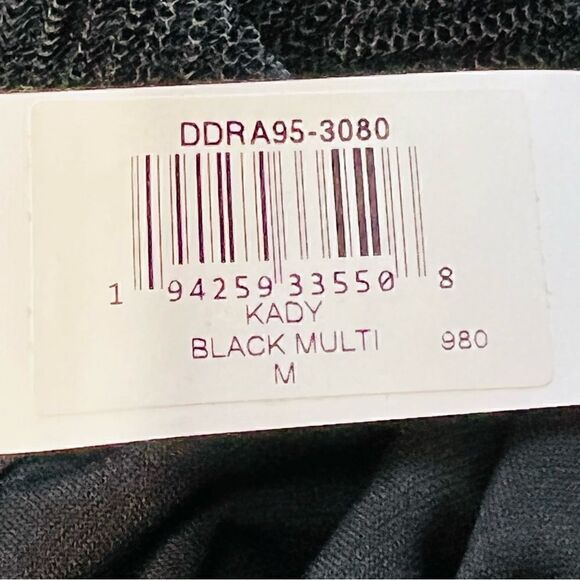 DDRA95-3080
1 94259 33550 8
KADY
BLACK MULTI 980
M